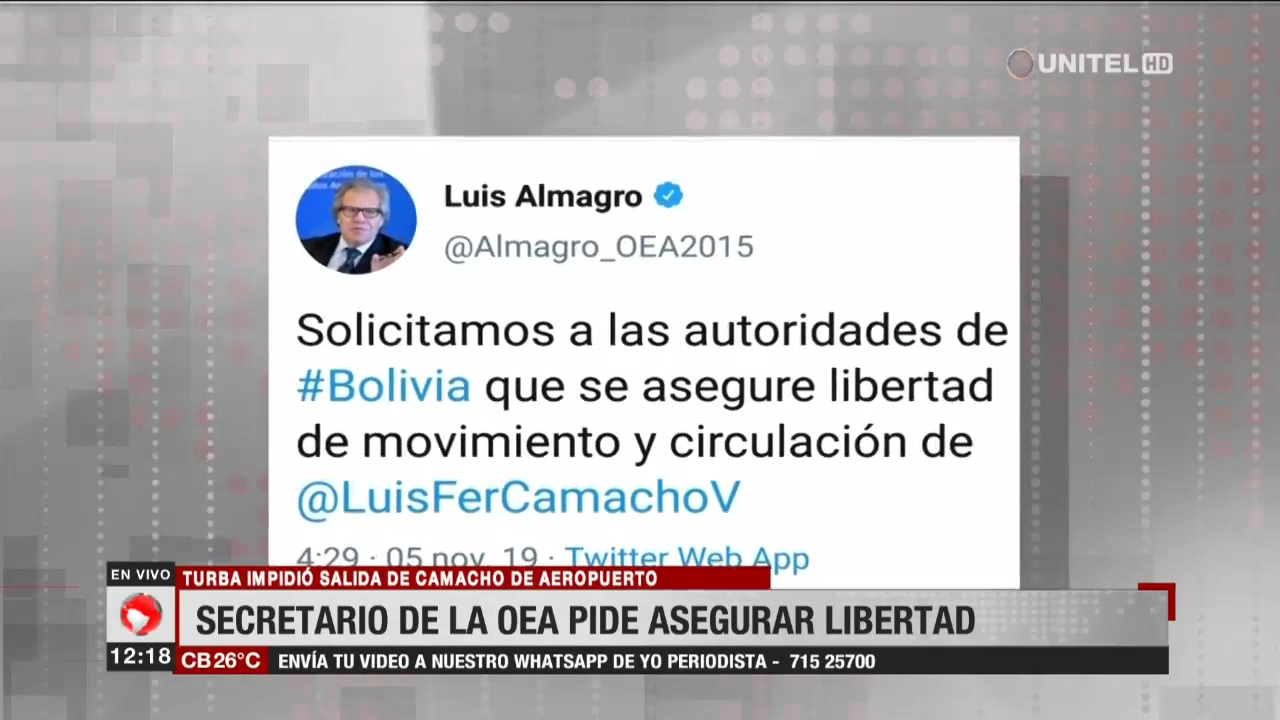 UNITEL HD
Luis Almagro
@Almagro_OEA2015
Solicitamos a las autoridades de
#Bolivia que se asegure libertad
de movimiento y circulación de
@LuisFerCamachoV
4:29 · 05 nov. 19 · Twitter Web App
EN VIVO
TURBA IMPIDIÓ SALIDA DE CAMACHO DE AEROPUERTO
SECRETARIO DE LA OEA PIDE ASEGURAR LIBERTAD
12:18
CB 26°C
ENVÍA TU VIDEO A NUESTRO WHATSAPP DE YO PERIODISTA - 715 25700